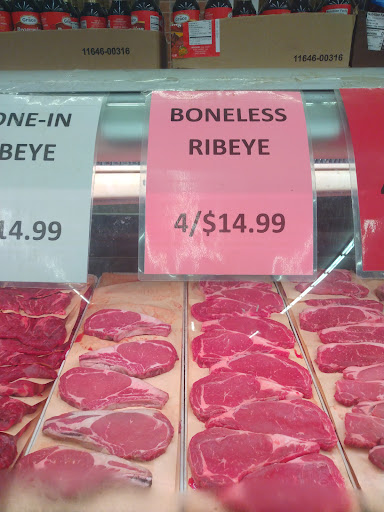 11646-00316
11646-00316
ONE-IN
BEYE
14.99
BONELESS
RIBEYE
4/$14.99